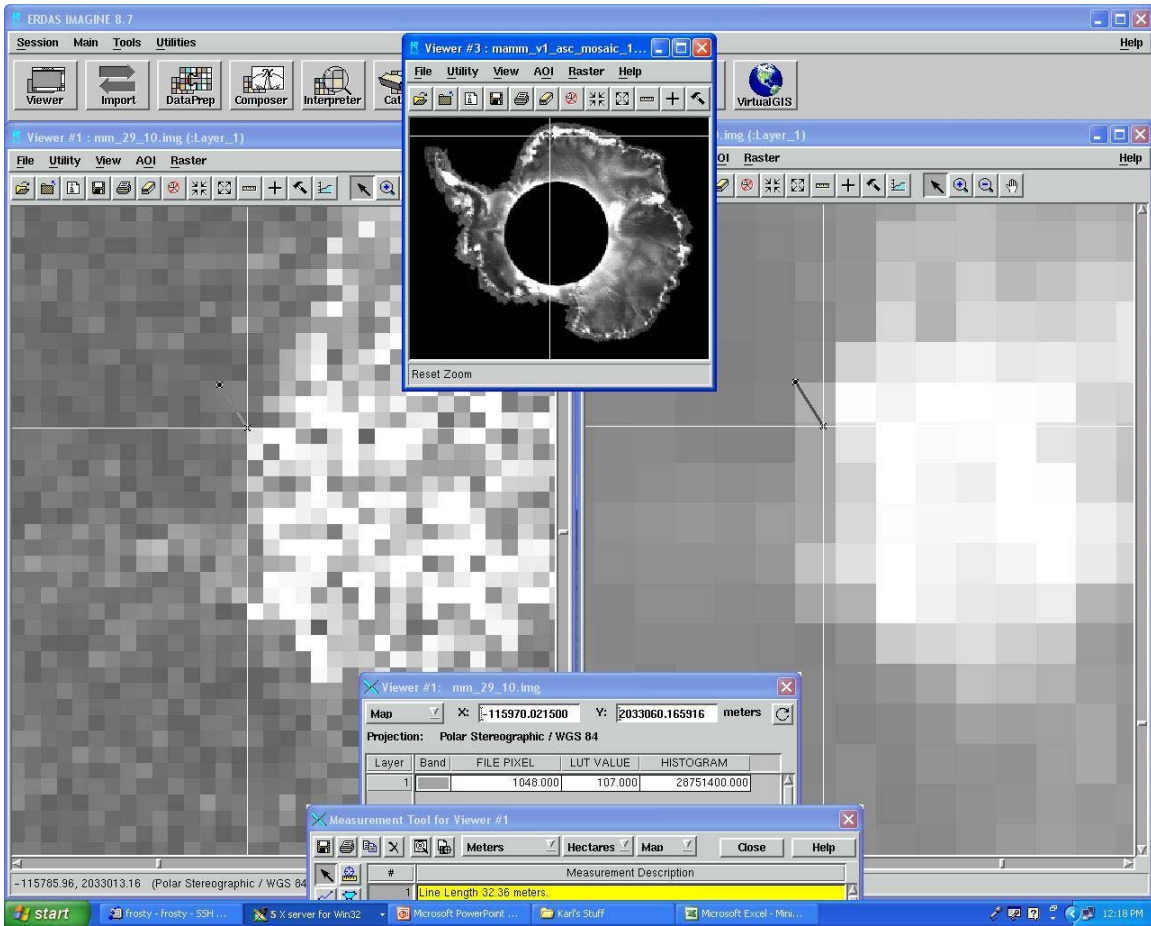 ERDAS IMAGINE 8.7
Session Main Tools Utilities Help
Viewer Import DataPrep Composer Interpreter VirtualGIS
Viewer #3 : mamm_v1_asc_mosaic_1...
File Utility View AOI Raster Help
Reset Zoom
Viewer #1 : mm_29_10.img (:Layer_1)
File Utility View AOI Raster
.img (:Layer_1)
OI Raster Help
Viewer #1: mm_29_10.img
Map X: -115970.021500 Y: 2033060.165916 meters
Projection: Polar Stereographic / WGS 84
Layer Band FILE PIXEL LUT VALUE HISTOGRAM
1 1048.000 107.000 28751400.000
Measurement Tool for Viewer #1
Meters Hectares Map Close Help
# Measurement Description
1 Line Length 32.36 meters.
-115785.96, 2033013.16 (Polar Stereographic / WGS 84
start frosty - frosty - SSH ... 5 X server for Win32 Microsoft PowerPoint ... Karl's Stuff Microsoft Excel - Mini... 12:18 PM